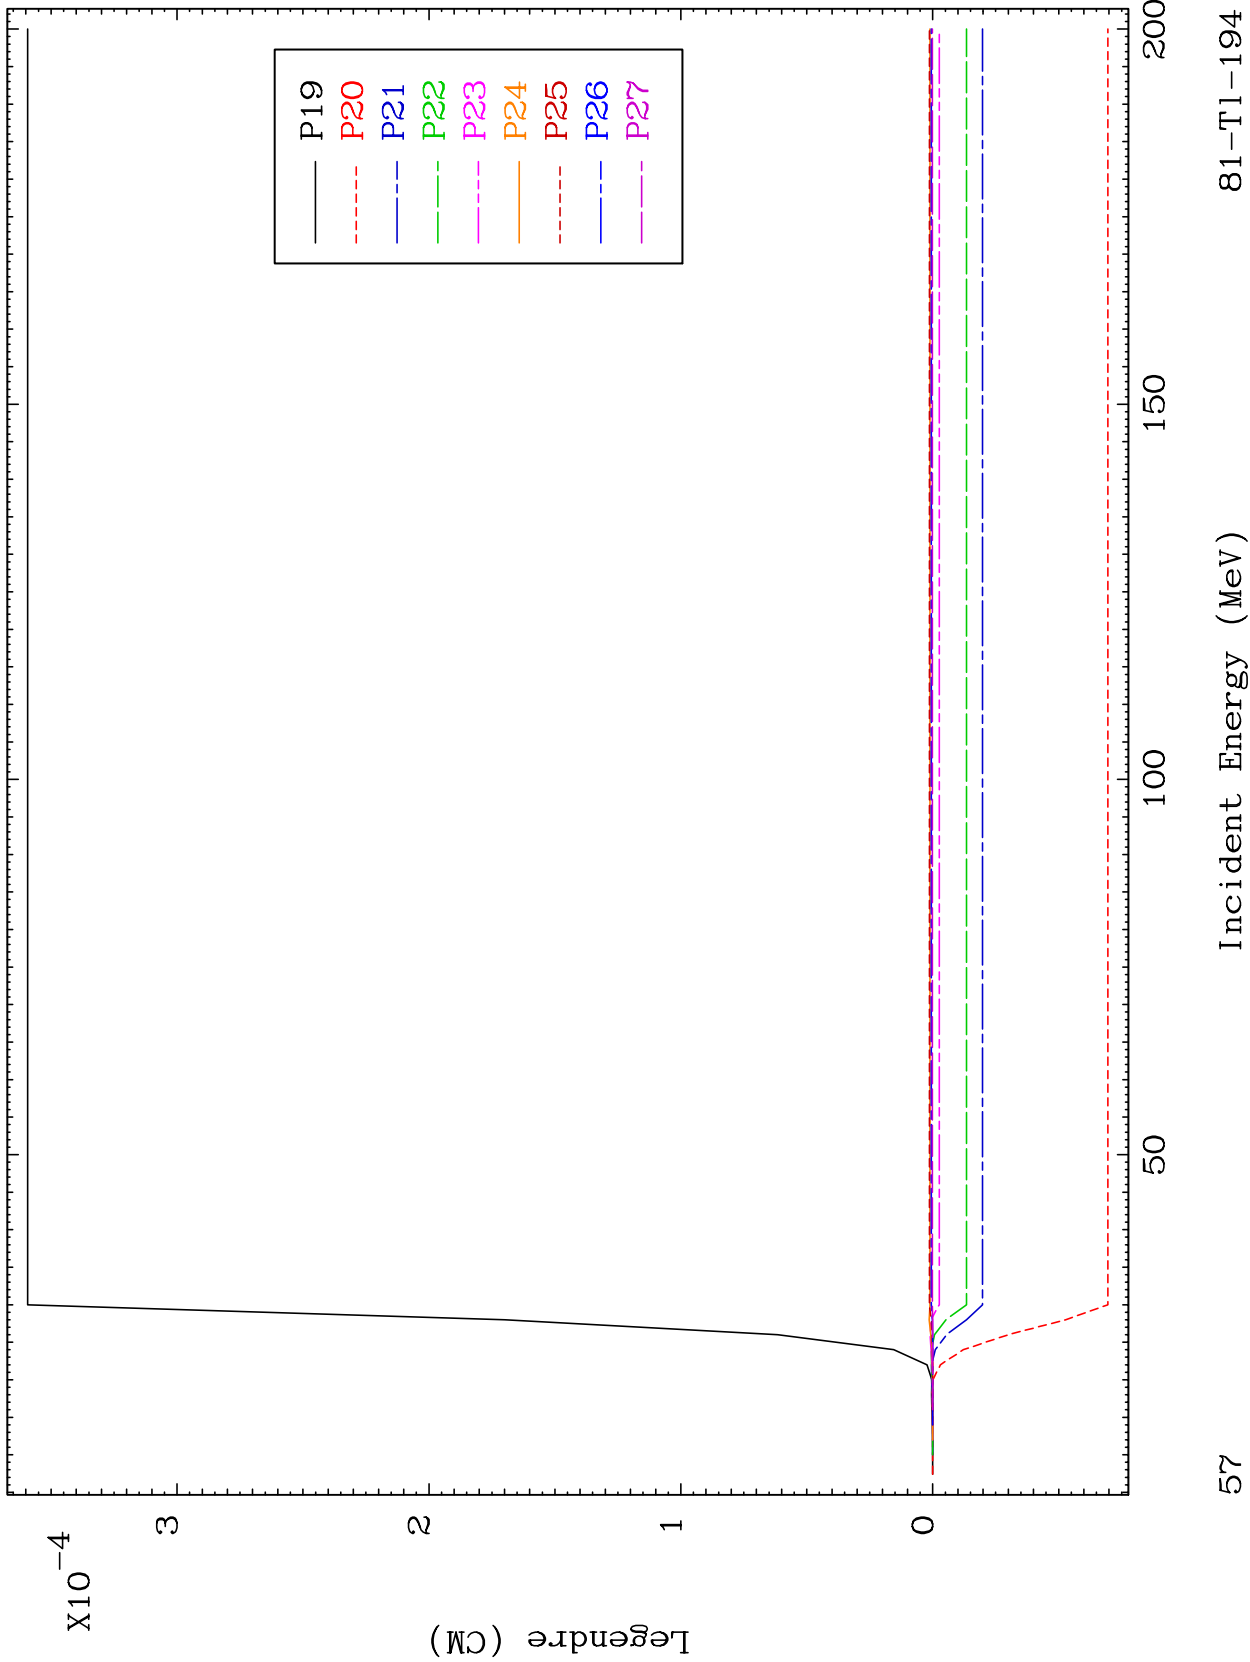 X10-4
3
2
1
0
Legendre (CM)
P19
P20
P21
P22
P23
P24
P25
P26
P27
50
100
150
200
Incident Energy (MeV)
57
81-Tl-194